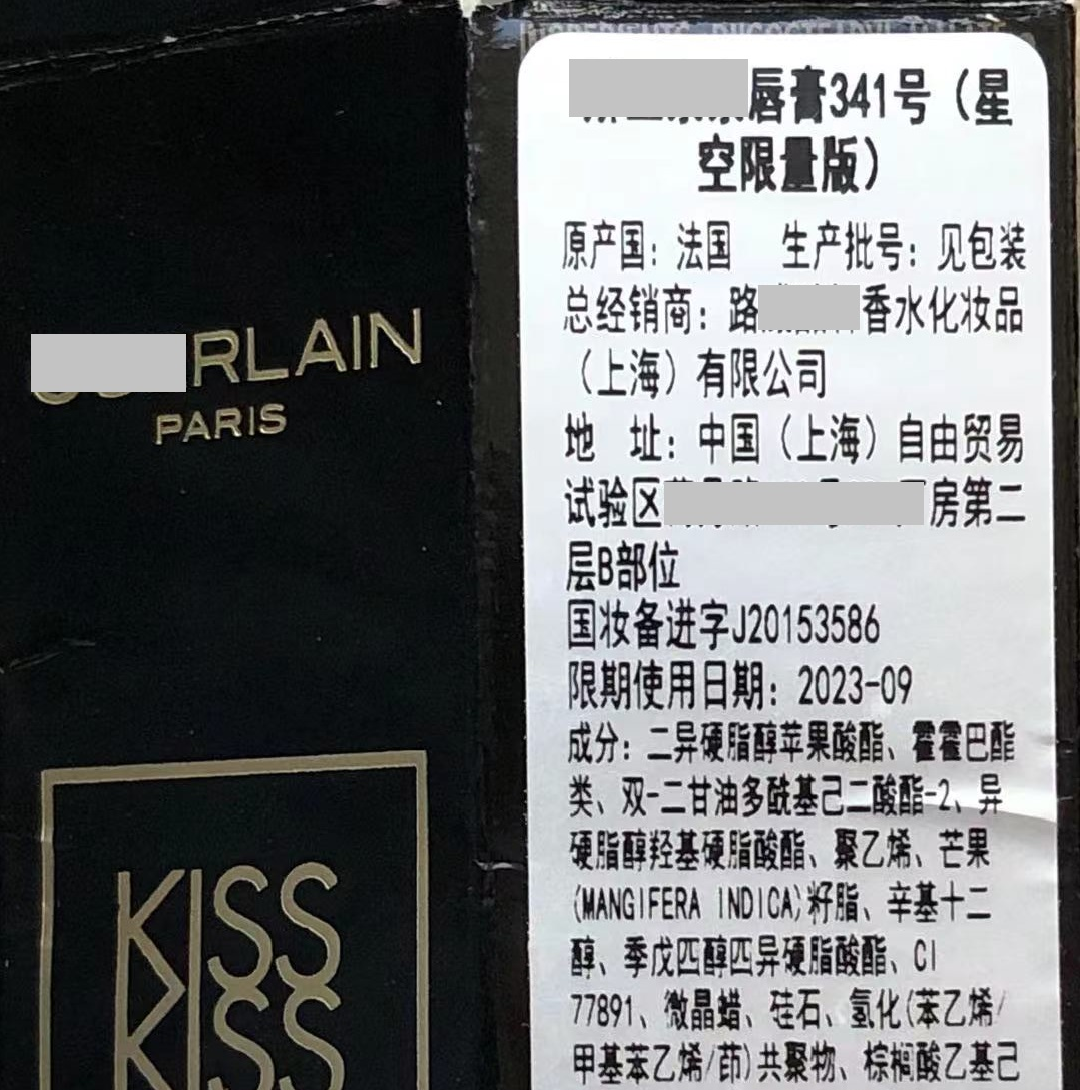 RLAIN
PARIS
KISS
KISS
唇膏341号（星
空限量版）
原产国：法国 生产批号：见包装
总经销商：路 香水化妆品
（上海）有限公司
地 址：中国（上海）自由贸易
试验区 房第二
层B部位
国妆备进字J20153586
限期使用日期：2023-09
成分：二异硬脂醇苹果酸酯、霍霍巴酯
类、双-二甘油多酰基己二酸酯-2、异
硬脂醇羟基硬脂酸酯、聚乙烯、芒果
(MANGIFERA INDICA)籽脂、辛基十二
醇、季戊四醇四异硬脂酸酯、CI
77891、微晶蜡、硅石、氢化(苯乙烯/
甲基苯乙烯/茚)共聚物、棕榈酸乙基己